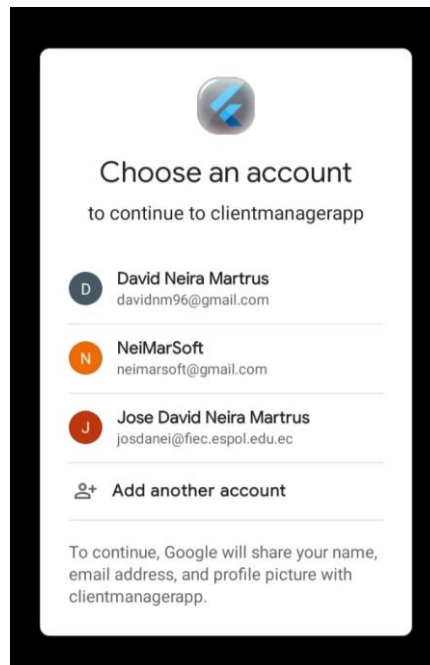 Choose an account
to continue to clientmanagerapp
D
David Neira Martrus
davidnm96@gmail.com
N
NeiMarSoft
neimarsoft@gmail.com
J
Jose David Neira Martrus
josdanei@fiec.espol.edu.ec
Add another account
To continue, Google will share your name,
email address, and profile picture with
clientmanagerapp.